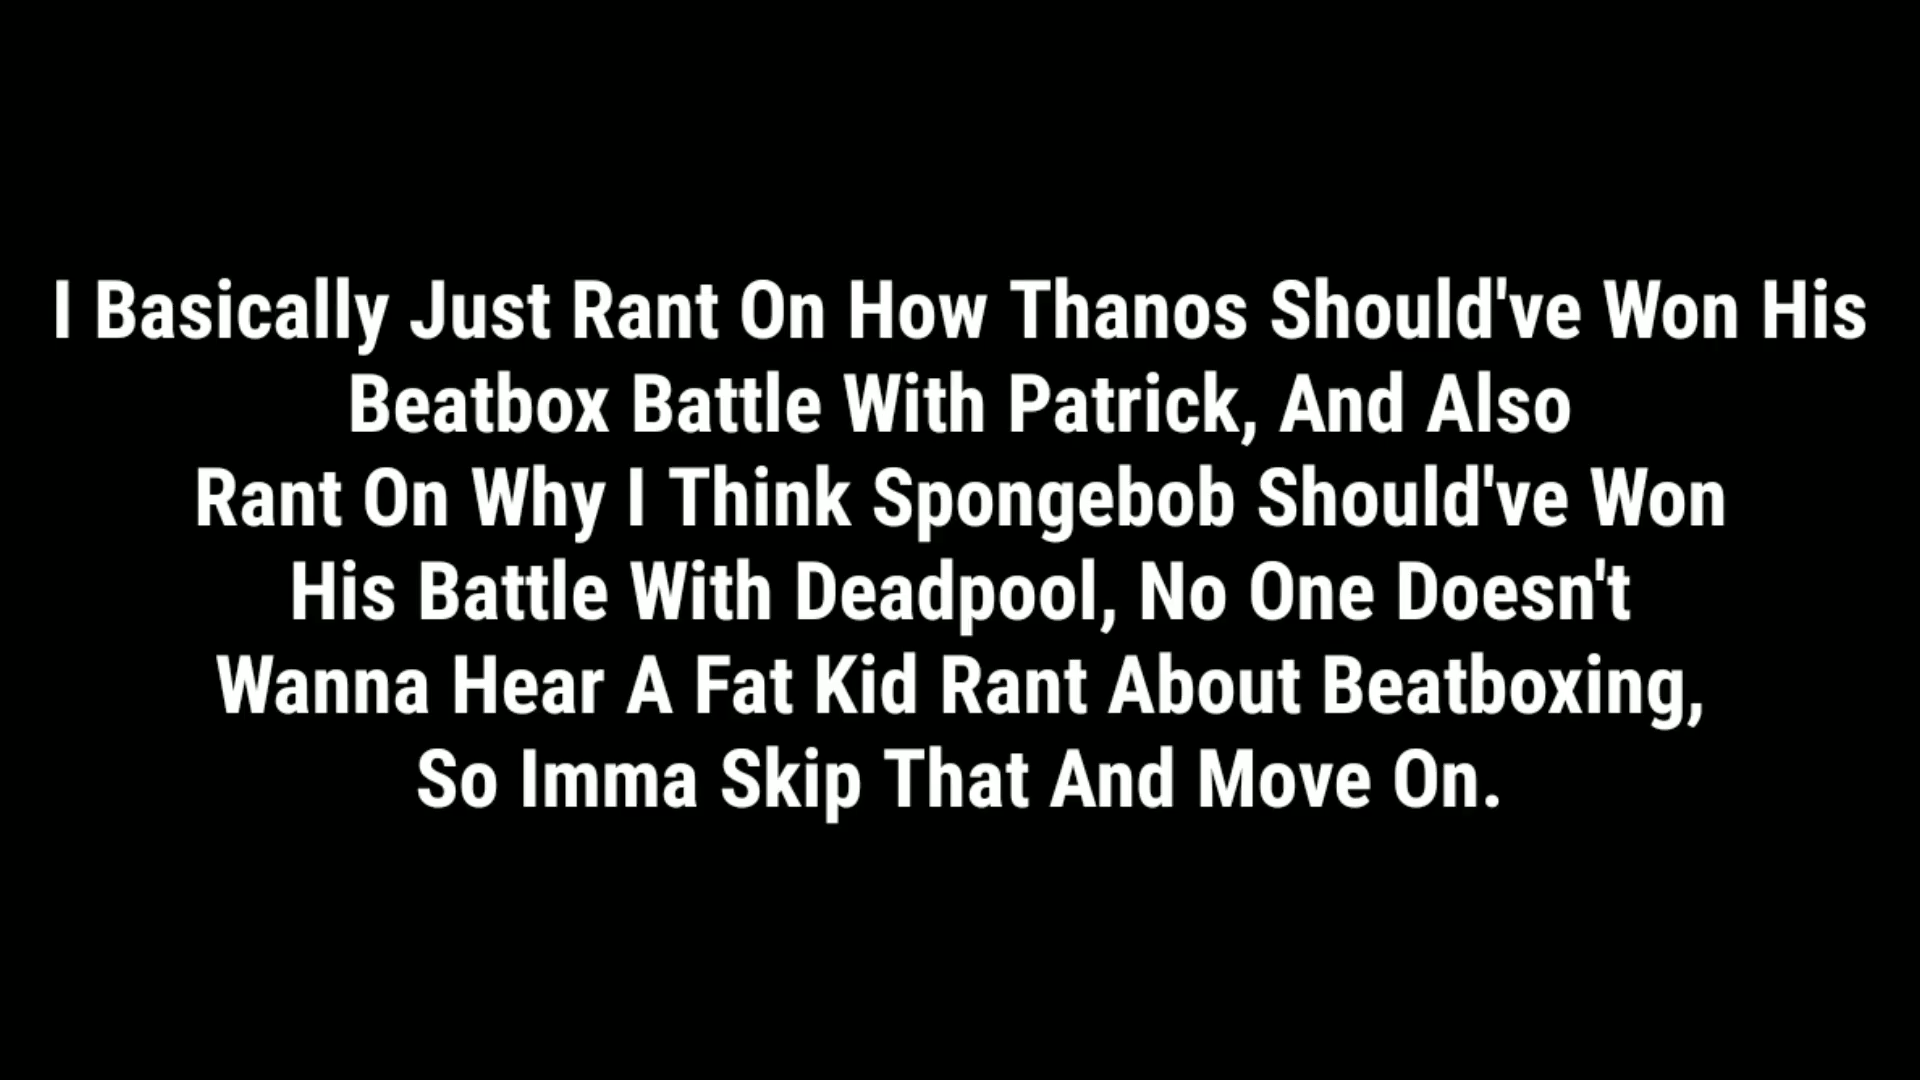 I Basically Just Rant On How Thanos Should've Won His
Beatbox Battle With Patrick, And Also
Rant On Why I Think Spongebob Should've Won
His Battle With Deadpool, No One Doesn't
Wanna Hear A Fat Kid Rant About Beatboxing,
So Imma Skip That And Move On.